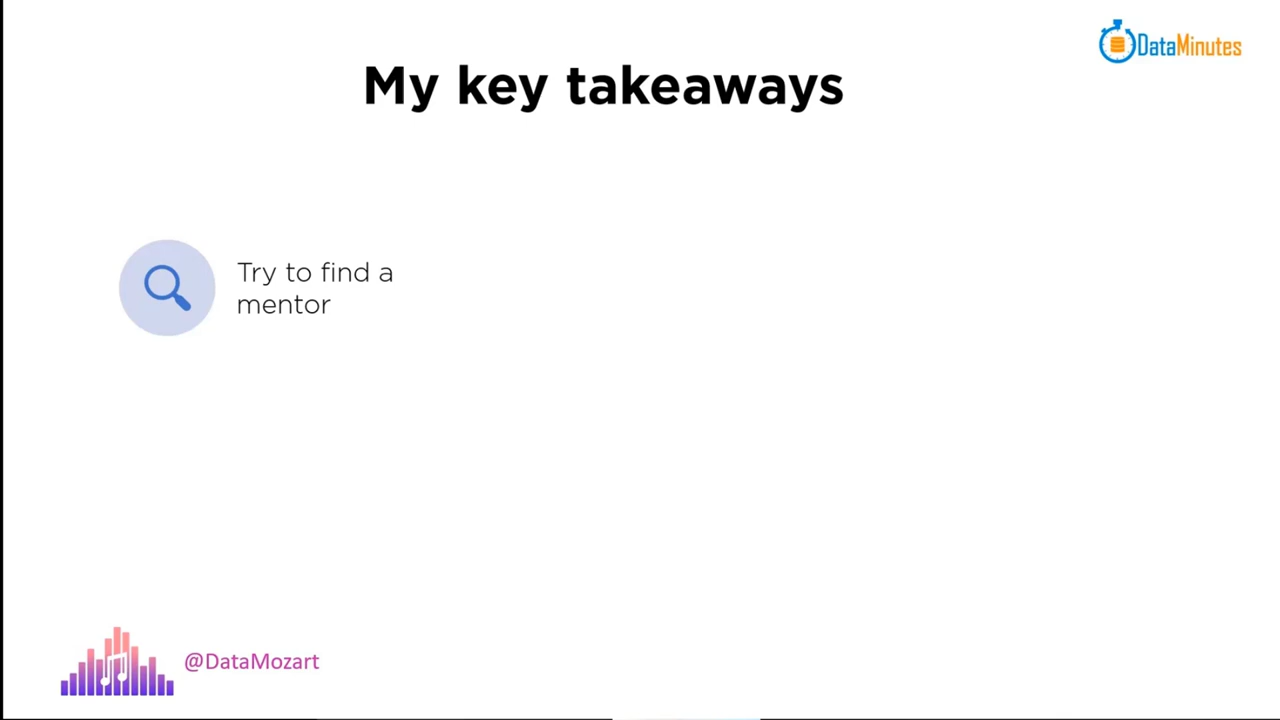 DataMinutes
My key takeaways
Try to find a
mentor
@DataMozart